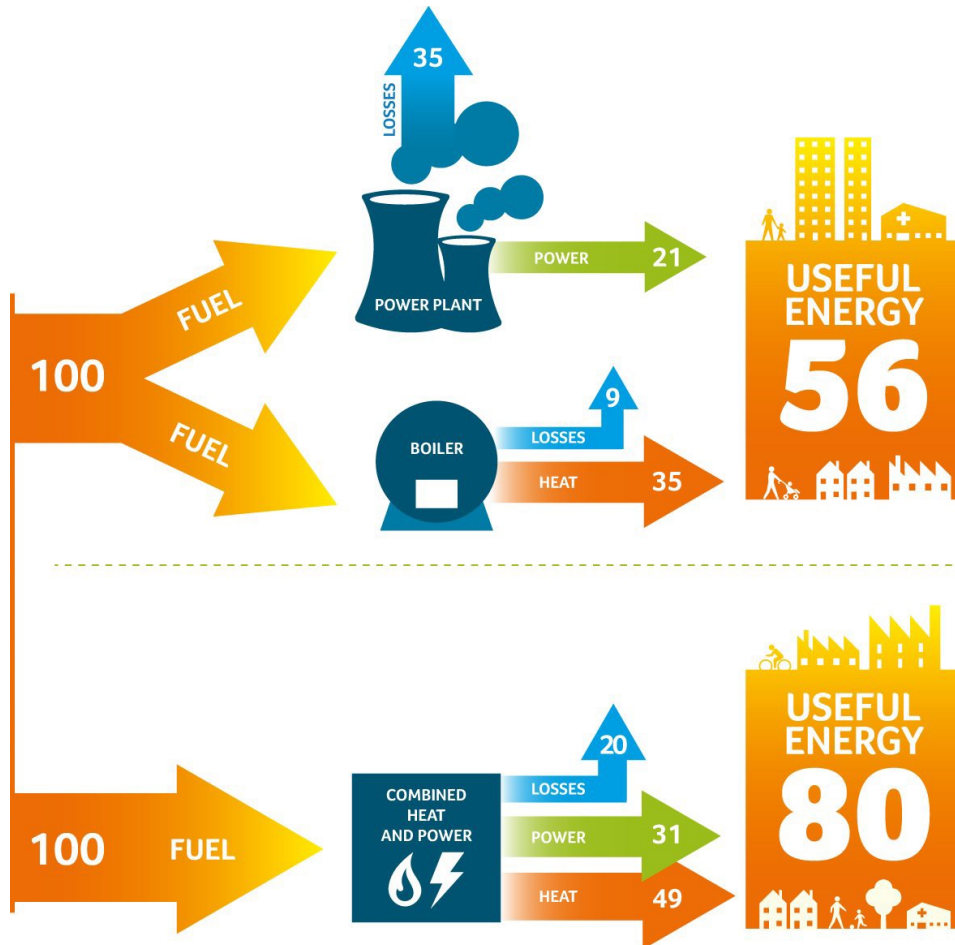 35
LOSSES
FUEL
POWER PLANT
POWER 21
100
USEFUL
ENERGY
56
FUEL
BOILER
LOSSES 9
HEAT 35
100 FUEL
COMBINED
HEAT
AND POWER
LOSSES 20
POWER 31
HEAT 49
USEFUL
ENERGY
80